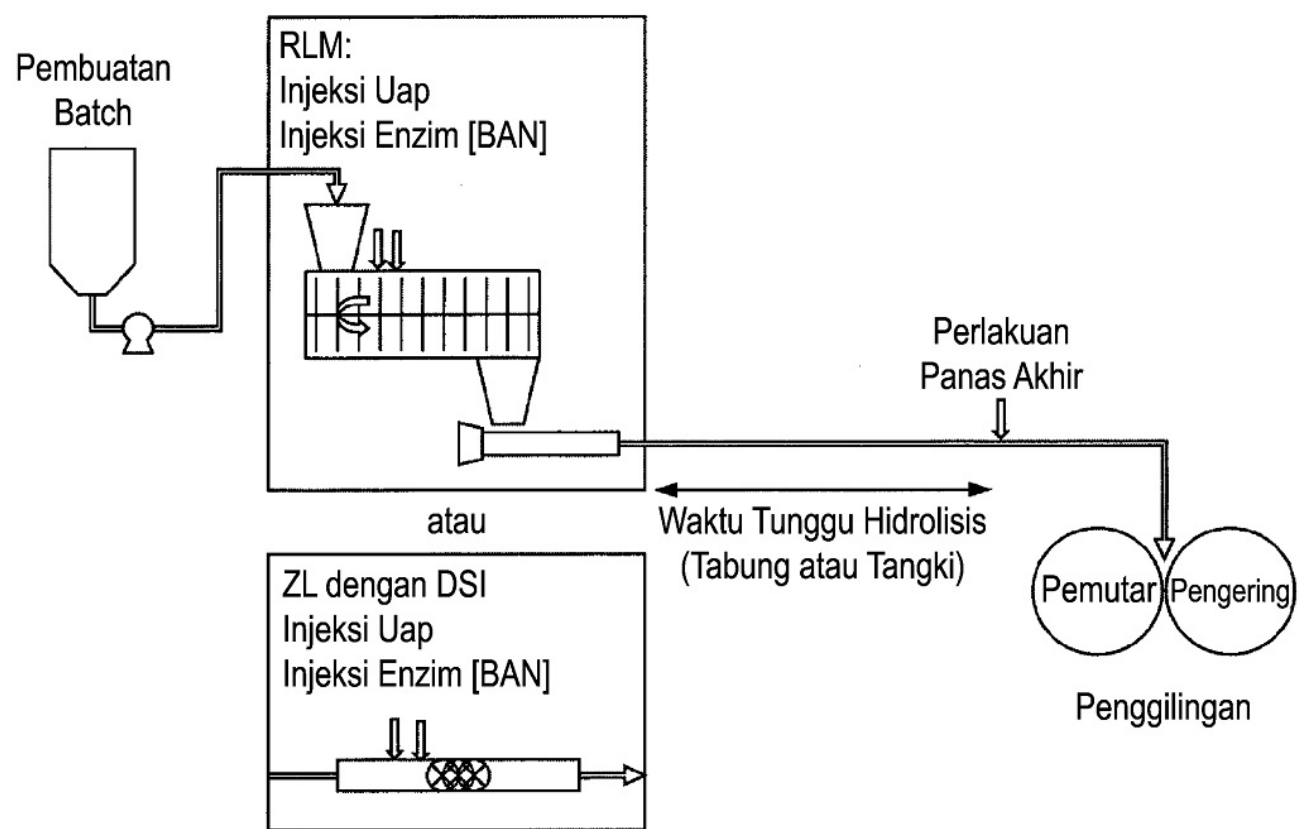 Pembuatan
Batch
RLM:
Injeksi Uap
Injeksi Enzim [BAN]
Perlakuan
Panas Akhir
atau
Waktu Tunggu Hidrolisis
(Tabung atau Tangki)
ZL dengan DSI
Injeksi Uap
Injeksi Enzim [BAN]
Pemutar
Pengering
Penggilingan